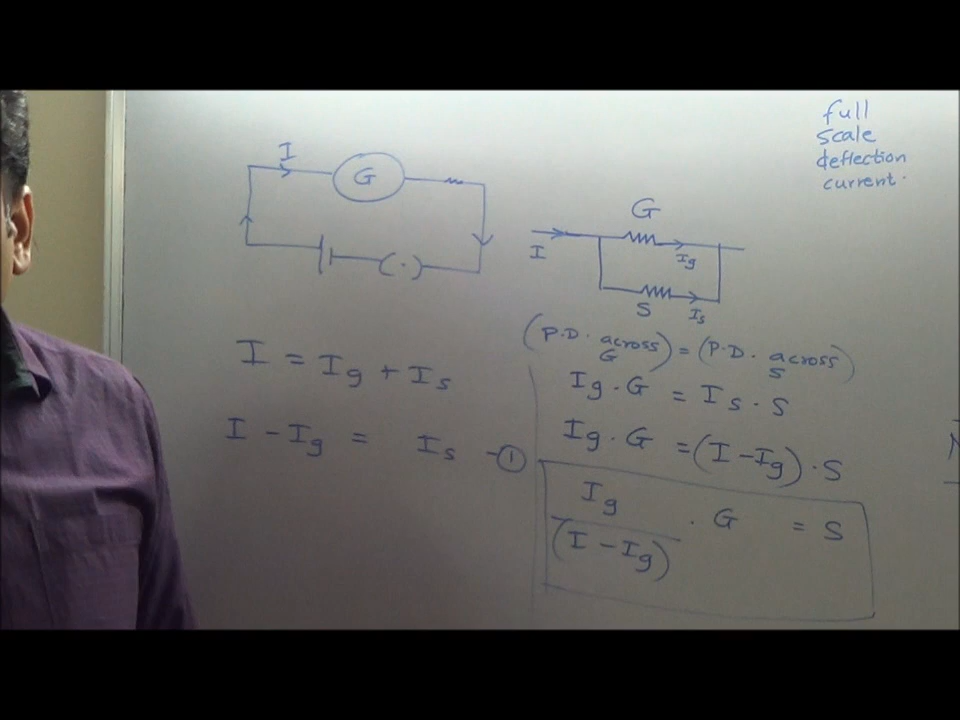 full
scale
deflection
current.
I
G
G
I
Ig
S
Is
(P.D. across G) = (P.D. across S)
I = Ig + Is
Ig . G = Is . S
I - Ig = Is - ①
Ig . G = (I - Ig) . S
Ig / (I - Ig) . G = S